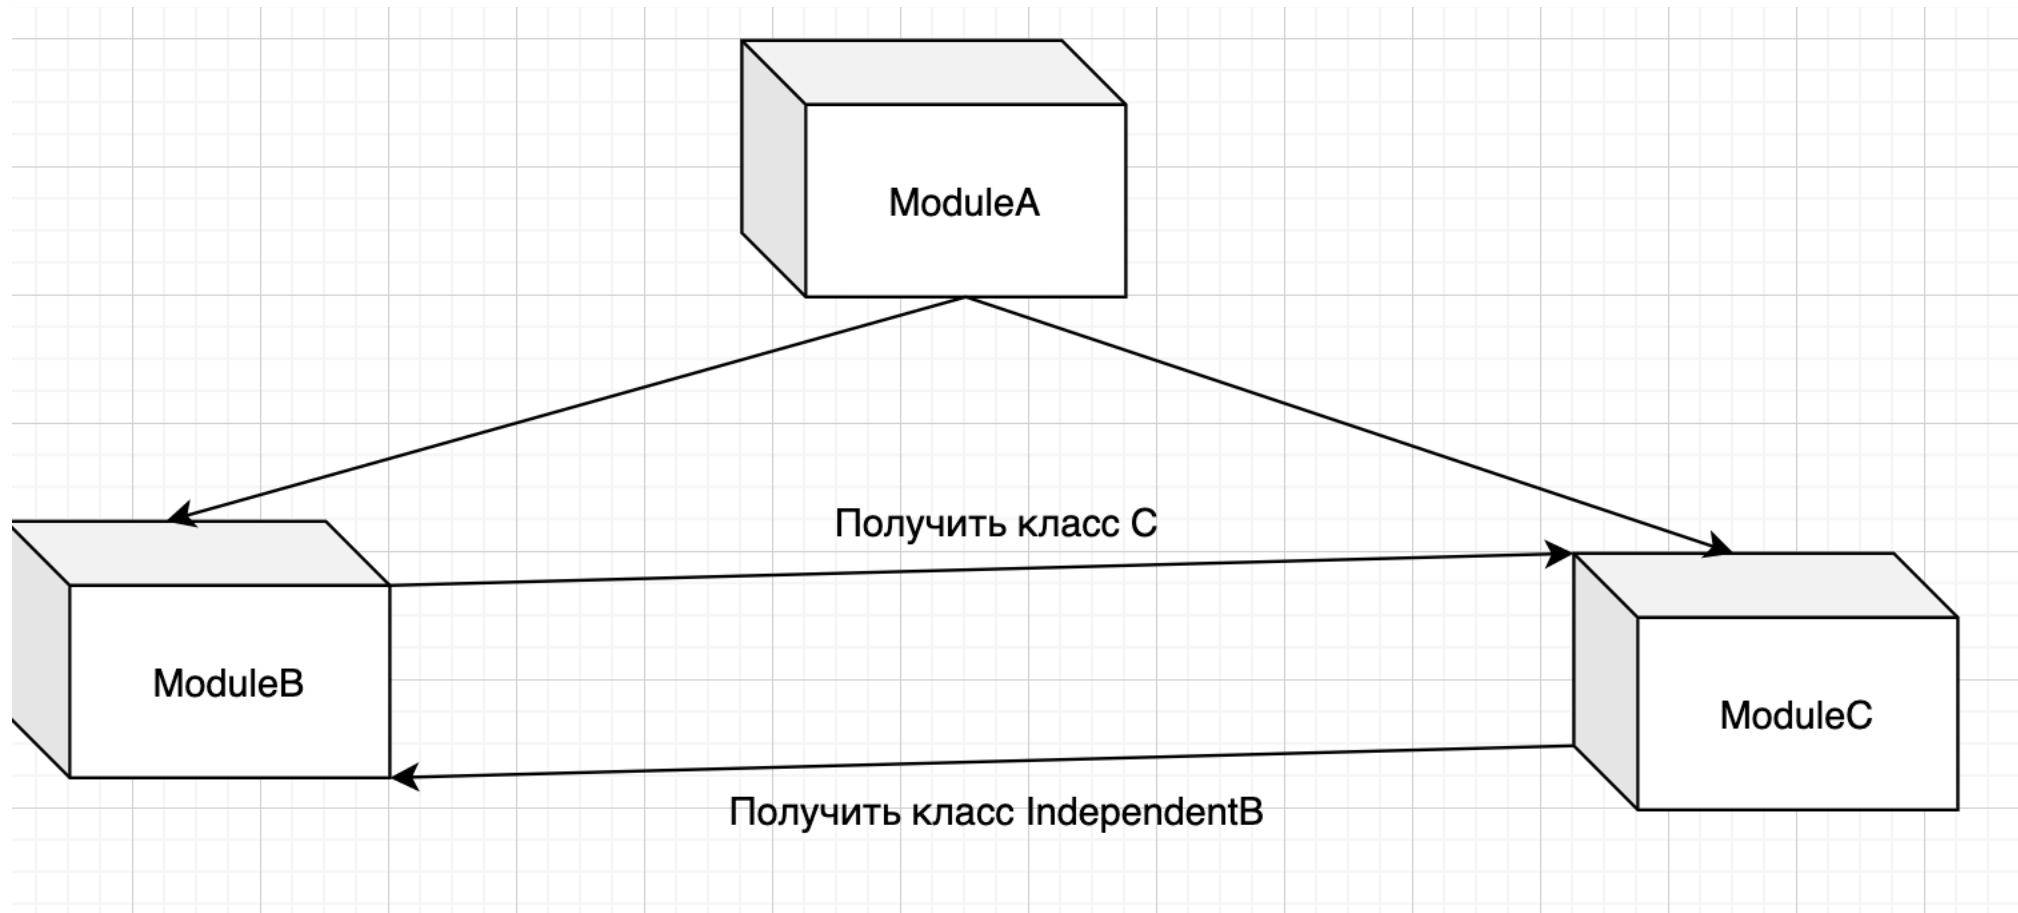 ModuleA
Получить класс C
ModuleB
ModuleC
Получить класс IndependentB